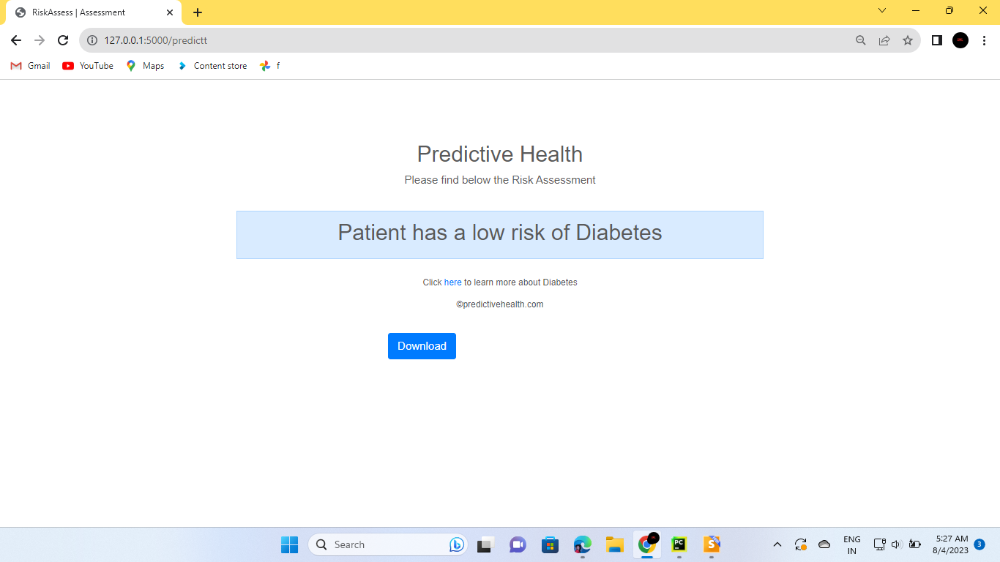 RiskAssess | Assessment
127.0.0.1:5000/predictt
Gmail YouTube Maps Content store f
Predictive Health
Please find below the Risk Assessment
Patient has a low risk of Diabetes
Click here to learn more about Diabetes
©predictivehealth.com
Download
Search
PC
S
ENG
IN
5:27 AM
8/4/2023
3